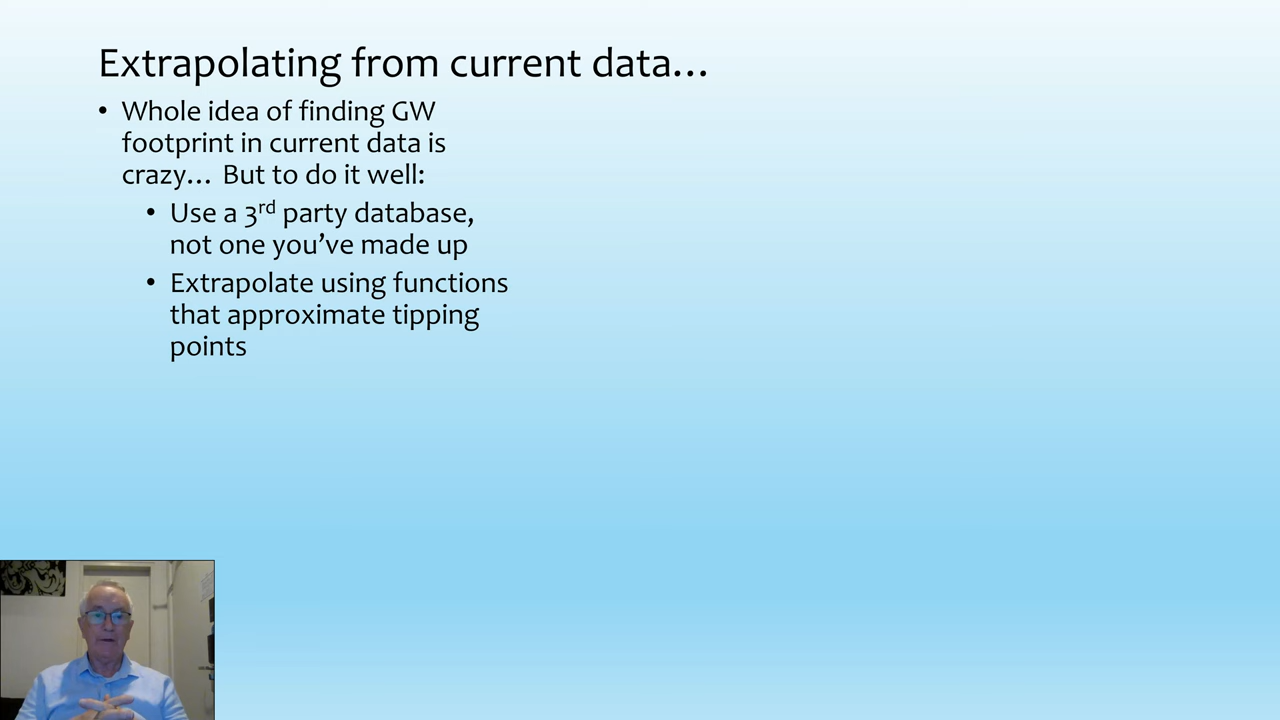 Extrapolating from current data…
• Whole idea of finding GW
footprint in current data is
crazy… But to do it well:
• Use a 3rd party database,
not one you’ve made up
• Extrapolate using functions
that approximate tipping
points